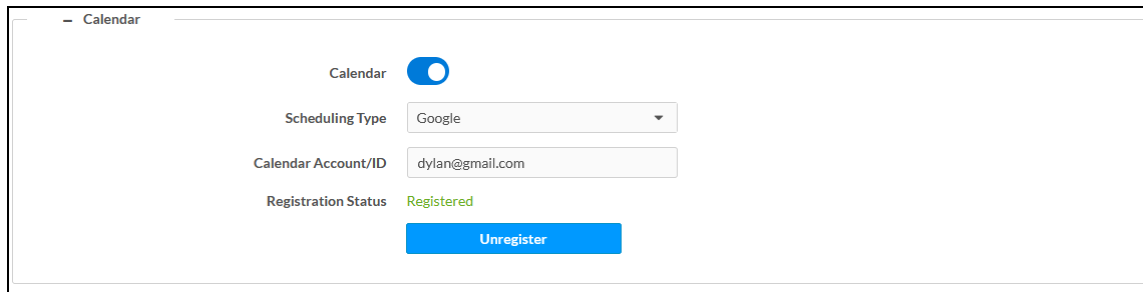 – Calendar
Calendar
Scheduling Type Google
Calendar Account/ID dylan@gmail.com
Registration Status Registered
Unregister